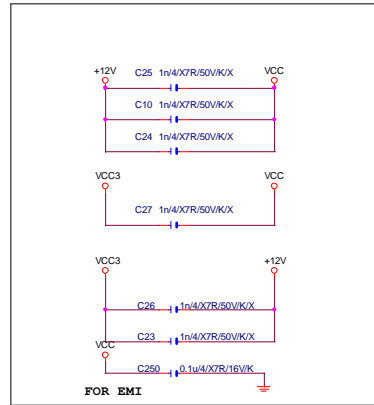 +12V C25 1n/4/X7R/50V/K/X VCC
C10 1n/4/X7R/50V/K/X
C24 1n/4/X7R/50V/K/X
VCC3 VCC
C27 1n/4/X7R/50V/K/X
VCC3 +12V
C26 1n/4/X7R/50V/K/X
C23 1n/4/X7R/50V/K/X
VCC
C250 0.1u/4/X7R/16V/K
FOR EMI